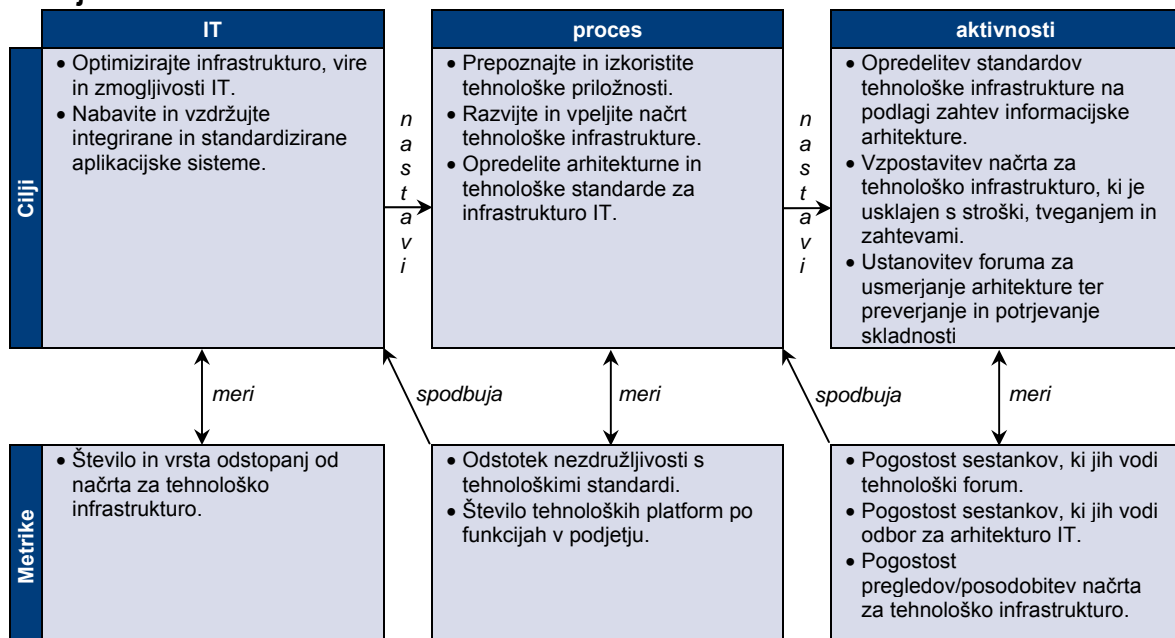 IT
proces
aktivnosti
Cilji
• Optimizirajte infrastrukturo, vire
in zmogljivosti IT.
• Nabavite in vzdržujte
integrirane in standardizirane
aplikacijske sisteme.
nastavi
• Prepoznajte in izkoristite
tehnološke priložnosti.
• Razvijte in vpeljite načrt
tehnološke infrastrukture.
• Opredelite arhitekturne in
tehnološke standarde za
infrastrukturo IT.
nastavi
• Opredelitev standardov
tehnološke infrastrukture na
podlagi zahtev informacijske
arhitekture.
• Vzpostavitev načrta za
tehnološko infrastrukturo, ki je
usklajen s stroški, tveganjem in
zahtevami.
• Ustanovitev foruma za
usmerjanje arhitekture ter
preverjanje in potrjevanje
skladnosti
meri
spodbuja
meri
spodbuja
meri
Metrike
• Število in vrsta odstopanj od
načrta za tehnološko
infrastrukturo.
• Odstotek nezdružljivosti s
tehnološkimi standardi.
• Število tehnoloških platform po
funkcijah v podjetju.
• Pogostost sestankov, ki jih vodi
tehnološki forum.
• Pogostost sestankov, ki jih vodi
odbor za arhitekturo IT.
• Pogostost
pregledov/posodobitev načrta
za tehnološko infrastrukturo.